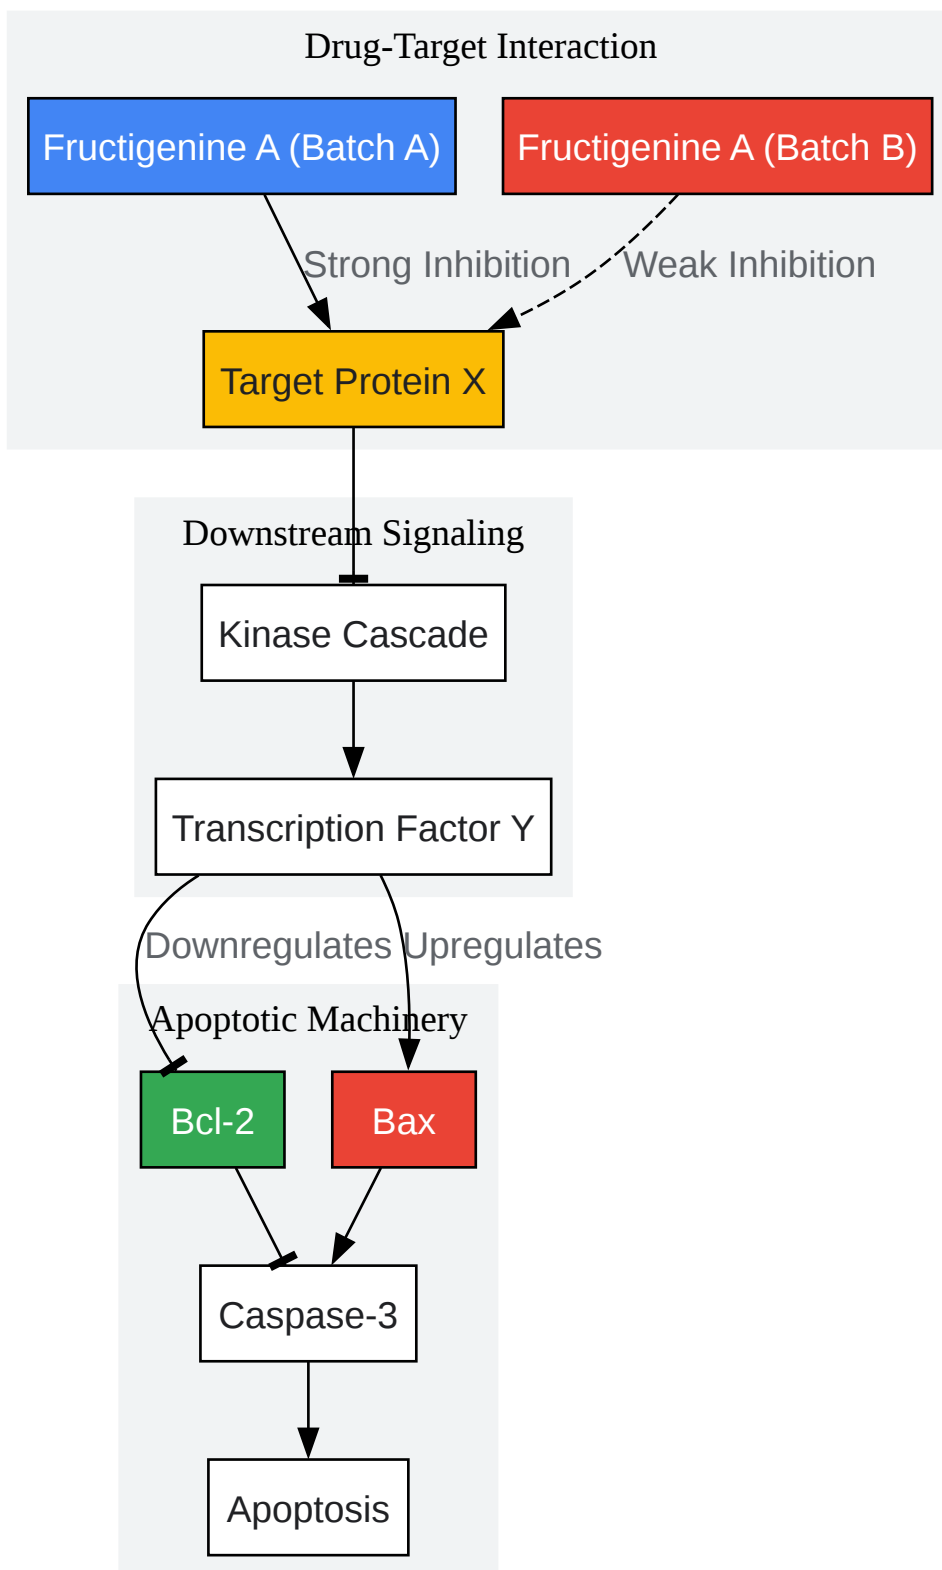 Drug-Target Interaction
Fructigenine A (Batch A)
Fructigenine A (Batch B)
Strong Inhibition
Weak Inhibition
Target Protein X
Downstream Signaling
Kinase Cascade
Transcription Factor Y
Downregulates
Upregulates
Apoptotic Machinery
Bcl-2
Bax
Caspase-3
Apoptosis